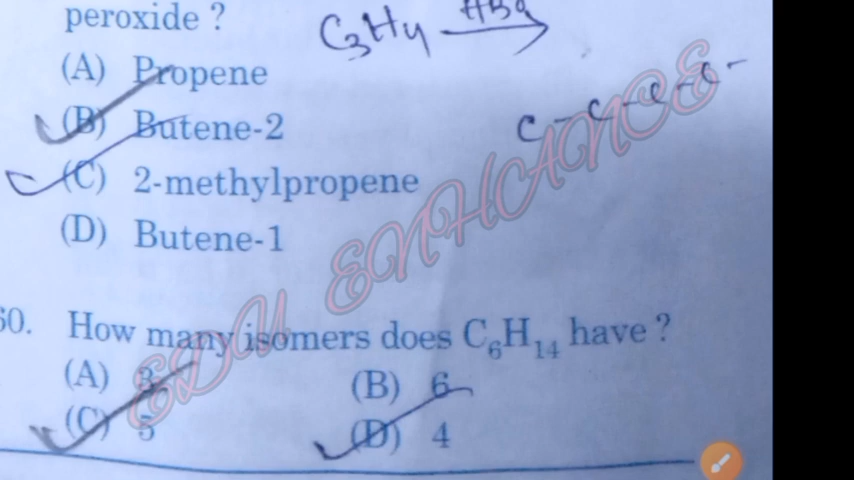 peroxide ?
(A) Propene
(B) Butene-2
(C) 2-methylpropene
(D) Butene-1
C3H4 HBr
C-C-C-C-
EDU ENHANCE
60. How many isomers does C₆H₁₄ have ?
(A) 3 (B) 6
(C) 5 (D) 4